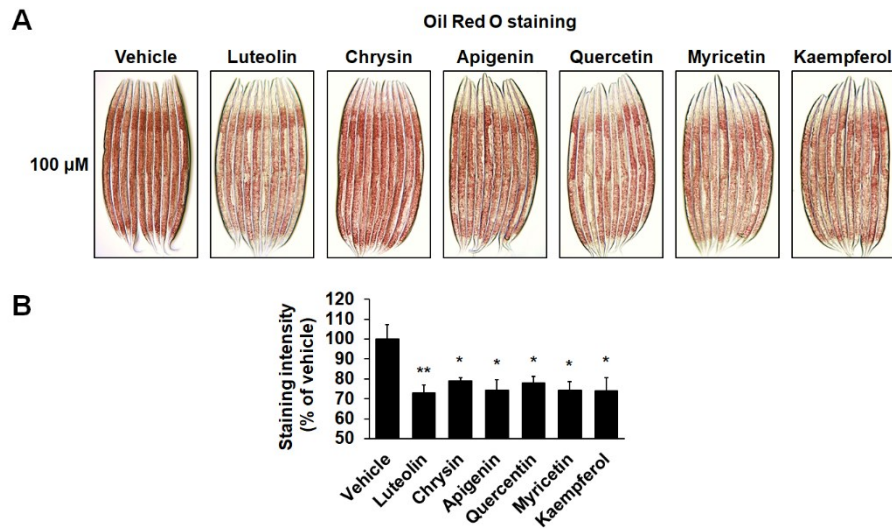 A
Oil Red O staining
Vehicle Luteolin Chrysin Apigenin Quercetin Myricetin Kaempferol
100 µM
B
Staining intensity
(% of vehicle)
120
110
100
90
80
70
60
50
** * * * * *
Vehicle
Luteolin
Chrysin
Apigenin
Quercentin
Myricetin
Kaempferol